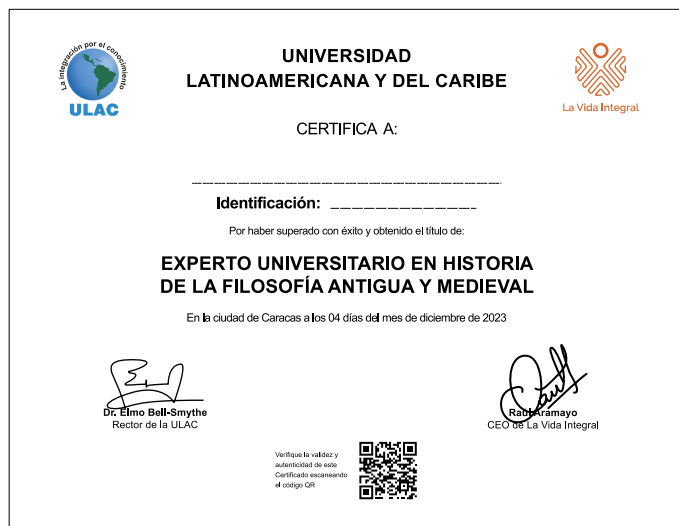 La integración por el conocimiento
ULAC
UNIVERSIDAD
LATINOAMERICANA Y DEL CARIBE
La Vida Integral
CERTIFICA A:
Identificación:
Por haber superado con éxito y obtenido el título de:
EXPERTO UNIVERSITARIO EN HISTORIA
DE LA FILOSOFÍA ANTIGUA Y MEDIEVAL
En la ciudad de Caracas a los 04 días del mes de diciembre de 2023
Dr. Elmo Bell-Smythe
Rector de la ULAC
Raúl Aramayo
CEO de La Vida Integral
Verifique la validez y
autenticidad de este
Certificado escaneando
el código QR